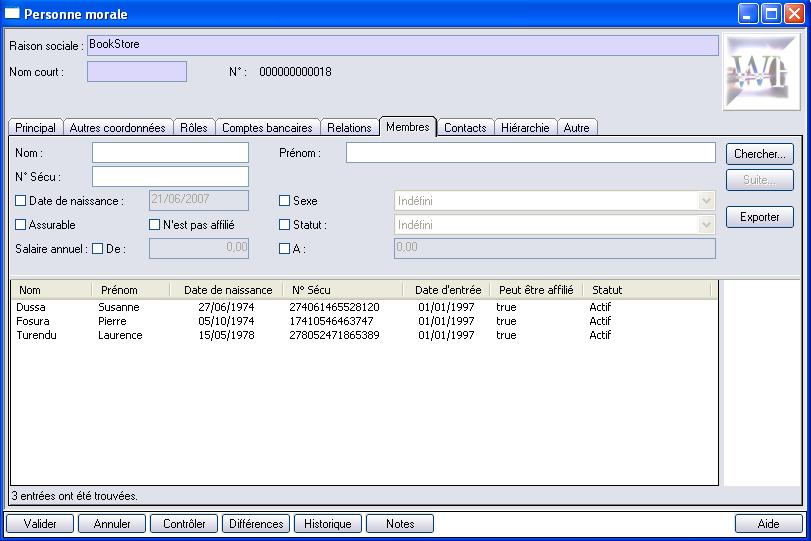 Personne morale
Raison sociale : BookStore
Nom court : N° : 000000000018
WI
Principal Autres coordonnées Rôles Comptes bancaires Relations Membres Contacts Hiérarchie Autre
Nom : Prénom : Chercher...
N° Sécu : Suite...
Date de naissance : 21/06/2007 Sexe Indéfini
Assurable N'est pas affilié Statut : Indéfini Exporter
Salaire annuel : De : 0,00 A : 0,00
Nom Prénom Date de naissance N° Sécu Date d'entrée Peut être affilié Statut
Dussa Susanne 27/06/1974 274061465528120 01/01/1997 true Actif
Fosura Pierre 05/10/1974 17410546463747 01/01/1997 true Actif
Turendu Laurence 15/05/1978 278052471865389 01/01/1997 true Actif
3 entrées ont été trouvées.
Valider Annuler Contrôler Différences Historique Notes Aide